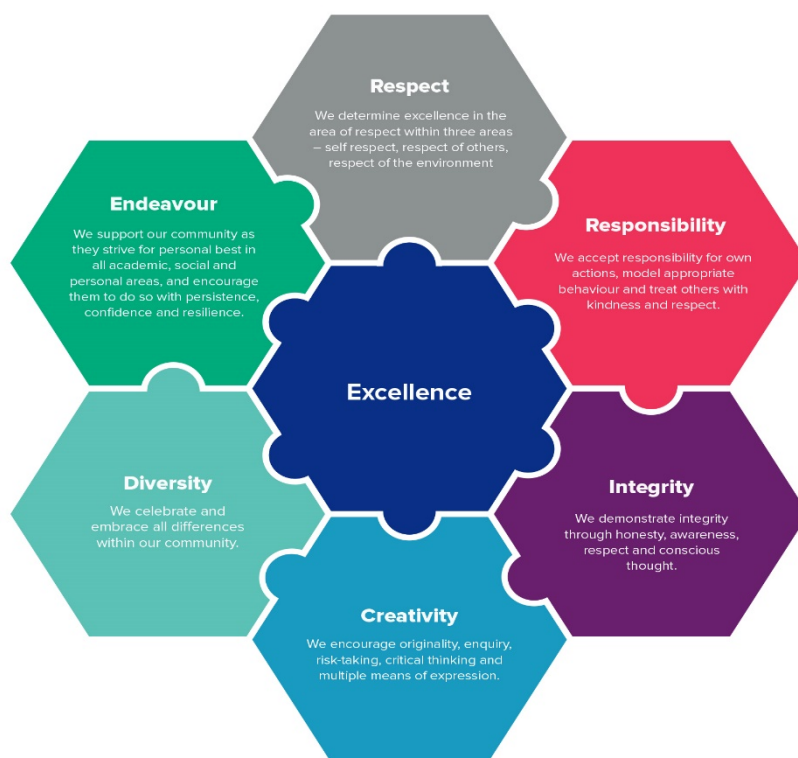 Respect
We determine excellence in the
area of respect within three areas
– self respect, respect of others,
respect of the environment
Endeavour
We support our community as
they strive for personal best in
all academic, social and
personal areas, and encourage
them to do so with persistence,
confidence and resilience.
Responsibility
We accept responsibility for own
actions, model appropriate
behaviour and treat others with
kindness and respect.
Excellence
Diversity
We celebrate and
embrace all differences
within our community.
Integrity
We demonstrate integrity
through honesty, awareness,
respect and conscious
thought.
Creativity
We encourage originality, enquiry,
risk-taking, critical thinking and
multiple means of expression.